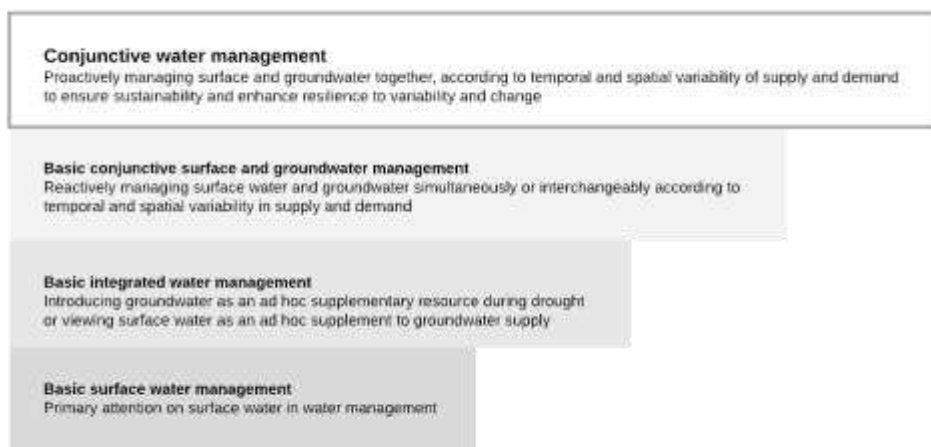 Conjunctive water management
Proactively managing surface and groundwater together, according to temporal and spatial variability of supply and demand
to ensure sustainability and enhance resilience to variability and change
Basic conjunctive surface and groundwater management
Reactively managing surface water and groundwater simultaneously or interchangeably according to
temporal and spatial variability in supply and demand
Basic integrated water management
Introducing groundwater as an ad hoc supplementary resource during drought
or viewing surface water as an ad hoc supplement to groundwater supply
Basic surface water management
Primary attention on surface water in water management